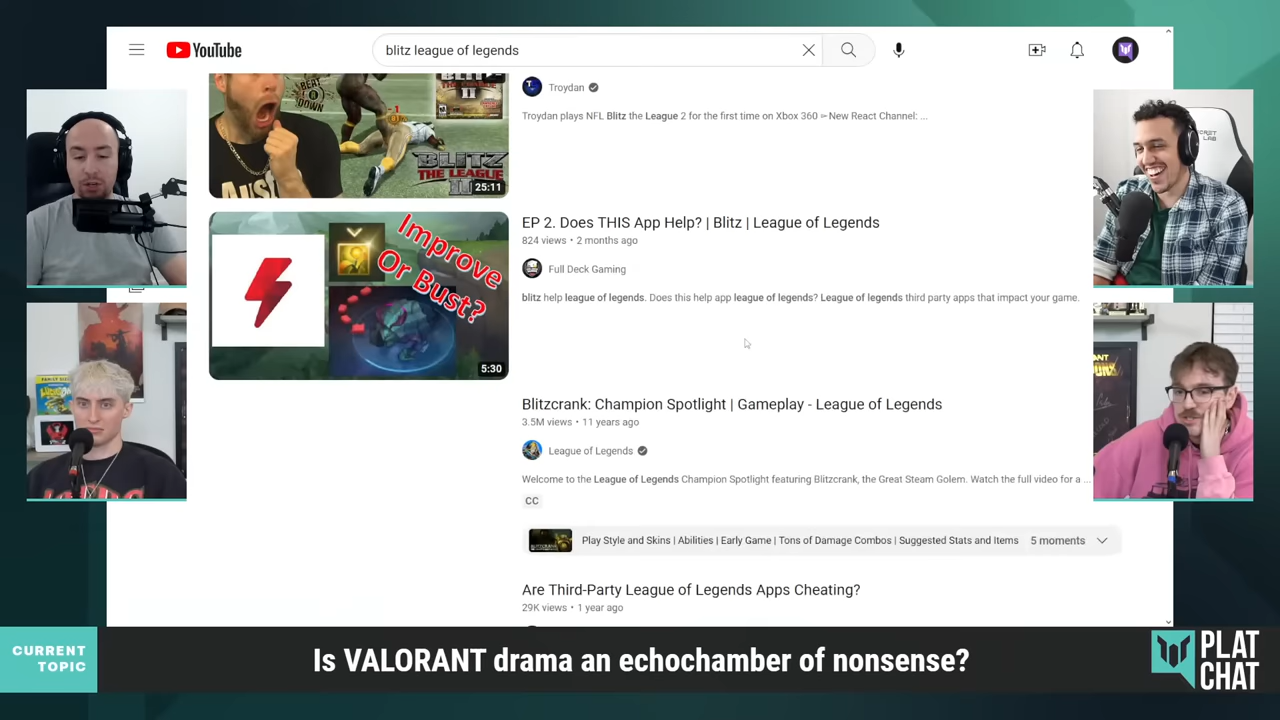 YouTube
blitz league of legends
Troydan
Troydan plays NFL Blitz the League 2 for the first time on Xbox 360 ➣ New React Channel: ...
BEAT DOWN
-1
BLITZ
THE LEAGUE
II
25:11
EP 2. Does THIS App Help? | Blitz | League of Legends
824 views • 2 months ago
Full Deck Gaming
blitz help league of legends. Does this help app league of legends? League of legends third party apps that impact your game.
Improve
Or Bust?
5:30
Blitzcrank: Champion Spotlight | Gameplay - League of Legends
3.5M views • 11 years ago
League of Legends
Welcome to the League of Legends Champion Spotlight featuring Blitzcrank, the Great Steam Golem. Watch the full video for a ...
CC
Play Style and Skins | Abilities | Early Game | Tons of Damage Combos | Suggested Stats and Items
5 moments
Are Third-Party League of Legends Apps Cheating?
29K views • 1 year ago
CURRENT
TOPIC
Is VALORANT drama an echochamber of nonsense?
PLAT
CHAT